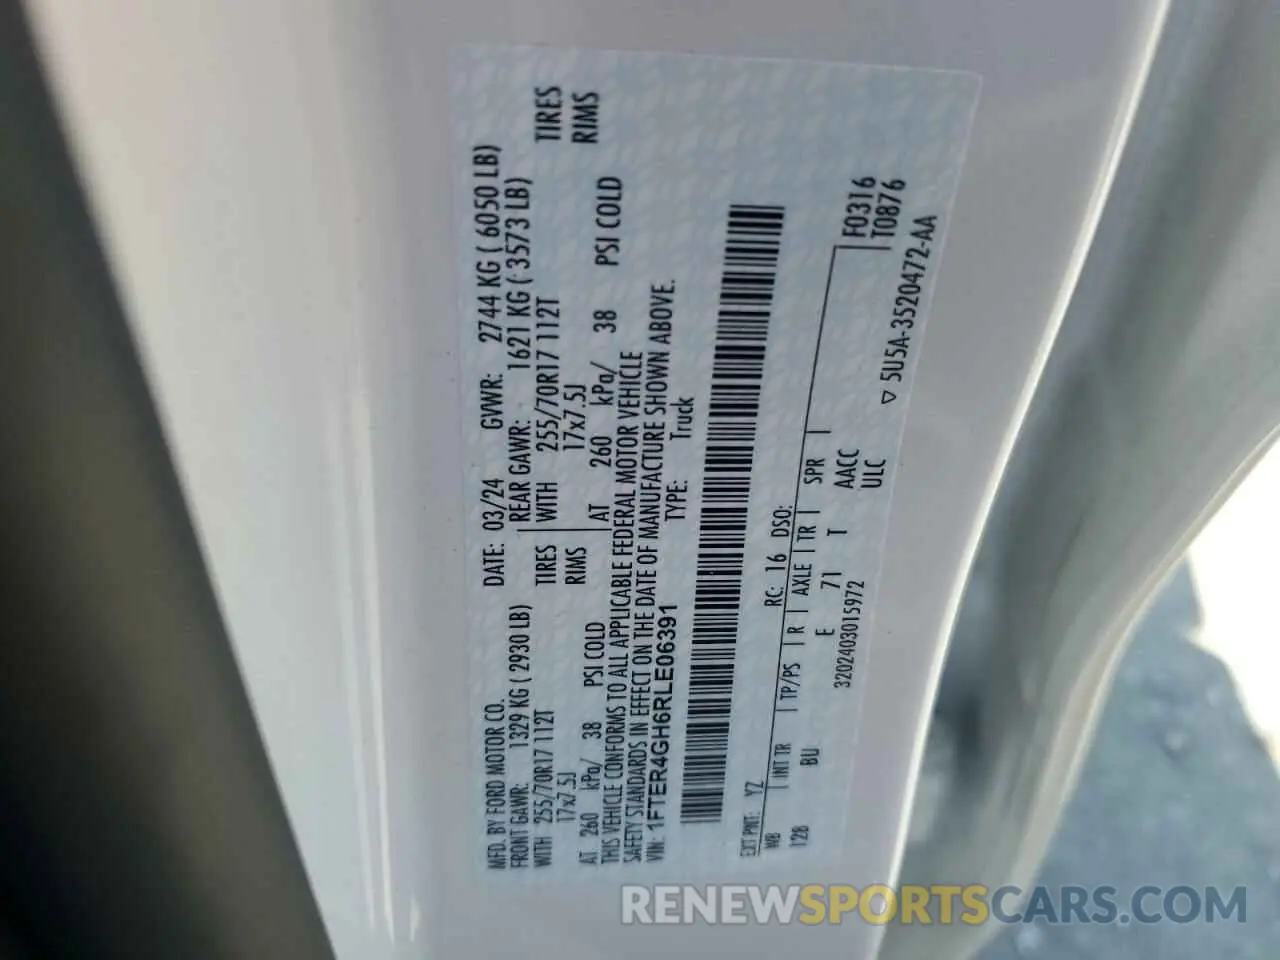 MFD. BY FORD MOTOR CO.
DATE: 03/24 GVWR: 2744 KG ( 6050 LB)
FRONT GAWR: 1329 KG ( 2930 LB) REAR GAWR: 1621 KG ( 3573 LB)
WITH 255/70R17 112T TIRES WITH 255/70R17 112T TIRES
17x7.5J RIMS 17x7.5J RIMS
AT 260 kPa/ 38 PSI COLD AT 260 kPa/ 38 PSI COLD
THIS VEHICLE CONFORMS TO ALL APPLICABLE FEDERAL MOTOR VEHICLE
SAFETY STANDARDS IN EFFECT ON THE DATE OF MANUFACTURE SHOWN ABOVE.
VIN: 1FTER4GH6RLE06391 TYPE: Truck
EXT PNT: YZ RC: 16 DSO:
WB INT TR TP/PS R AXLE TR SPR F0316
128 BU E 71 T AACC T0876
3202403015972 ULC
▽ 5U5A-3520472-AA
RENEWSPORTSCARS.COM